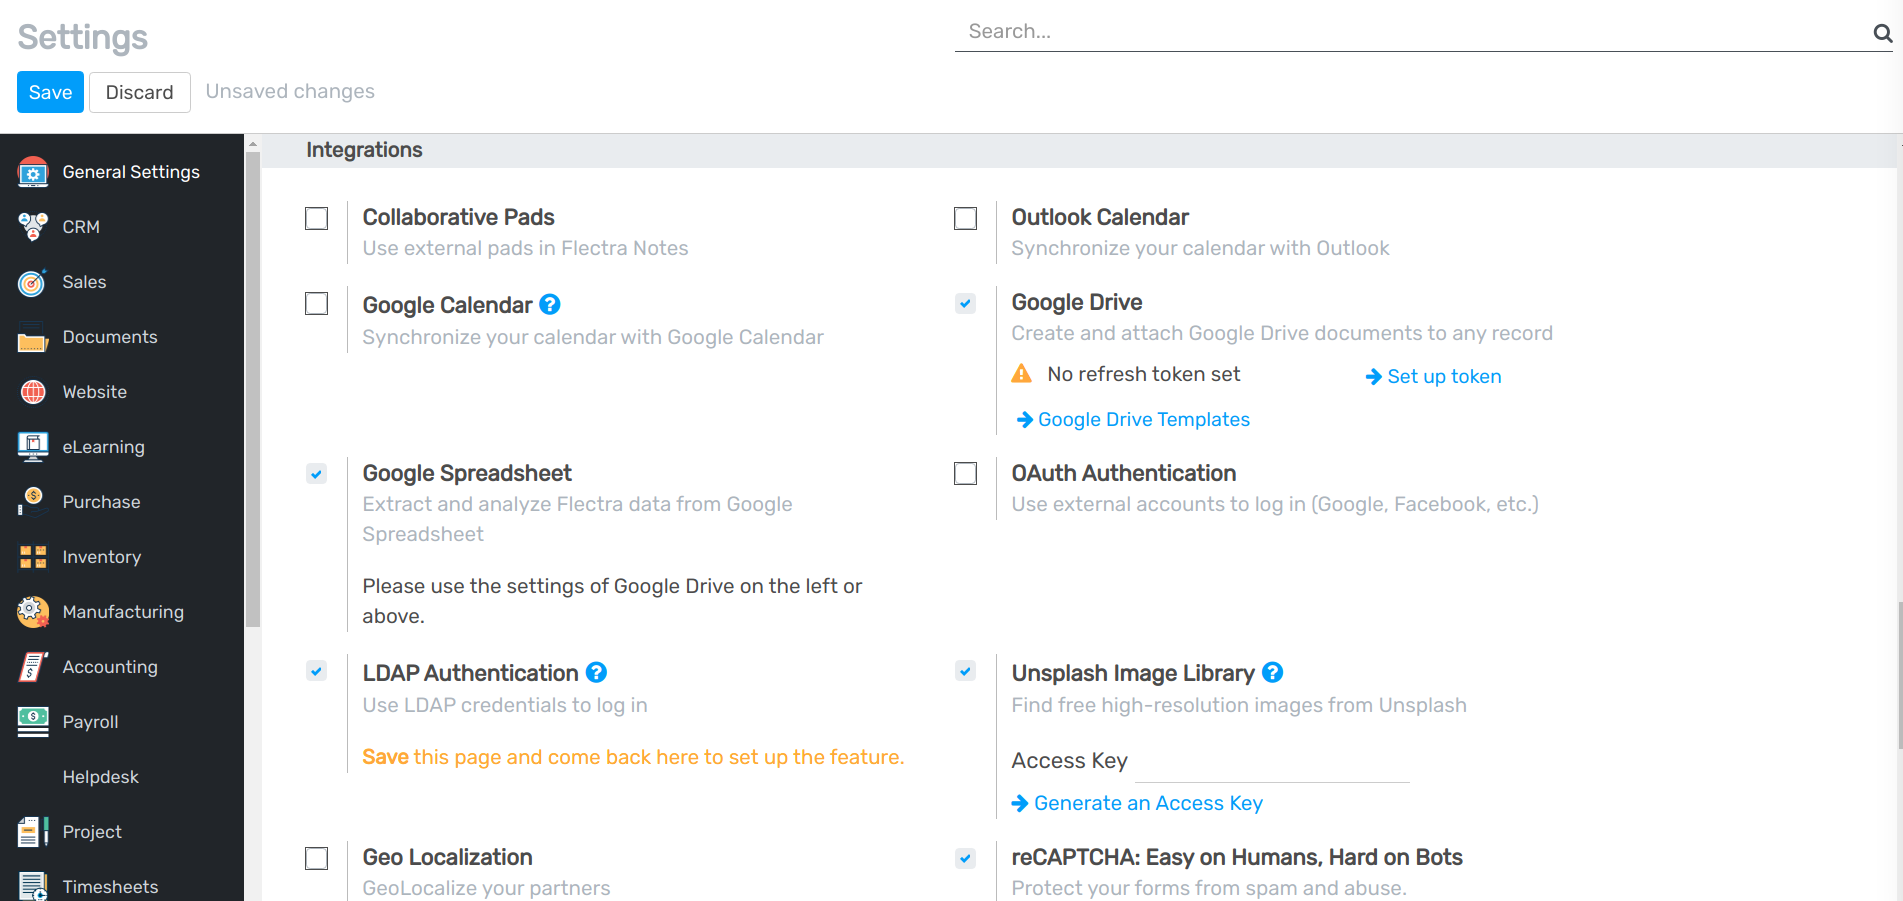 Settings
Search...
Save
Discard
Unsaved changes
General Settings
CRM
Sales
Documents
Website
eLearning
Purchase
Inventory
Manufacturing
Accounting
Payroll
Helpdesk
Project
Timesheets
Integrations
Collaborative Pads
Use external pads in Flectra Notes
Outlook Calendar
Synchronize your calendar with Outlook
Google Calendar
Synchronize your calendar with Google Calendar
Google Drive
Create and attach Google Drive documents to any record
No refresh token set
Set up token
Google Drive Templates
Google Spreadsheet
Extract and analyze Flectra data from Google
Spreadsheet
Please use the settings of Google Drive on the left or
above.
OAuth Authentication
Use external accounts to log in (Google, Facebook, etc.)
LDAP Authentication
Use LDAP credentials to log in
Save this page and come back here to set up the feature.
Unsplash Image Library
Find free high-resolution images from Unsplash
Access Key
Generate an Access Key
Geo Localization
GeoLocalize your partners
reCAPTCHA: Easy on Humans, Hard on Bots
Protect your forms from spam and abuse.